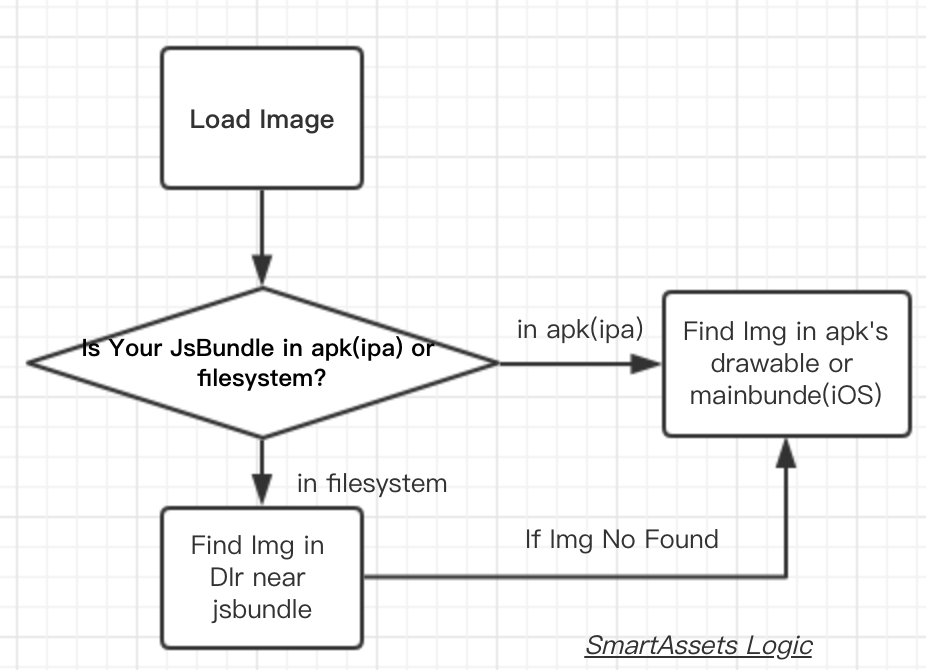 Load Image
Is Your JsBundle in apk(ipa) or
filesystem?
in apk(ipa)
Find Img in apk's
drawable or
mainbunde(iOS)
in filesystem
Find Img in
DIr near
jsbundle
If Img No Found
SmartAssets Logic